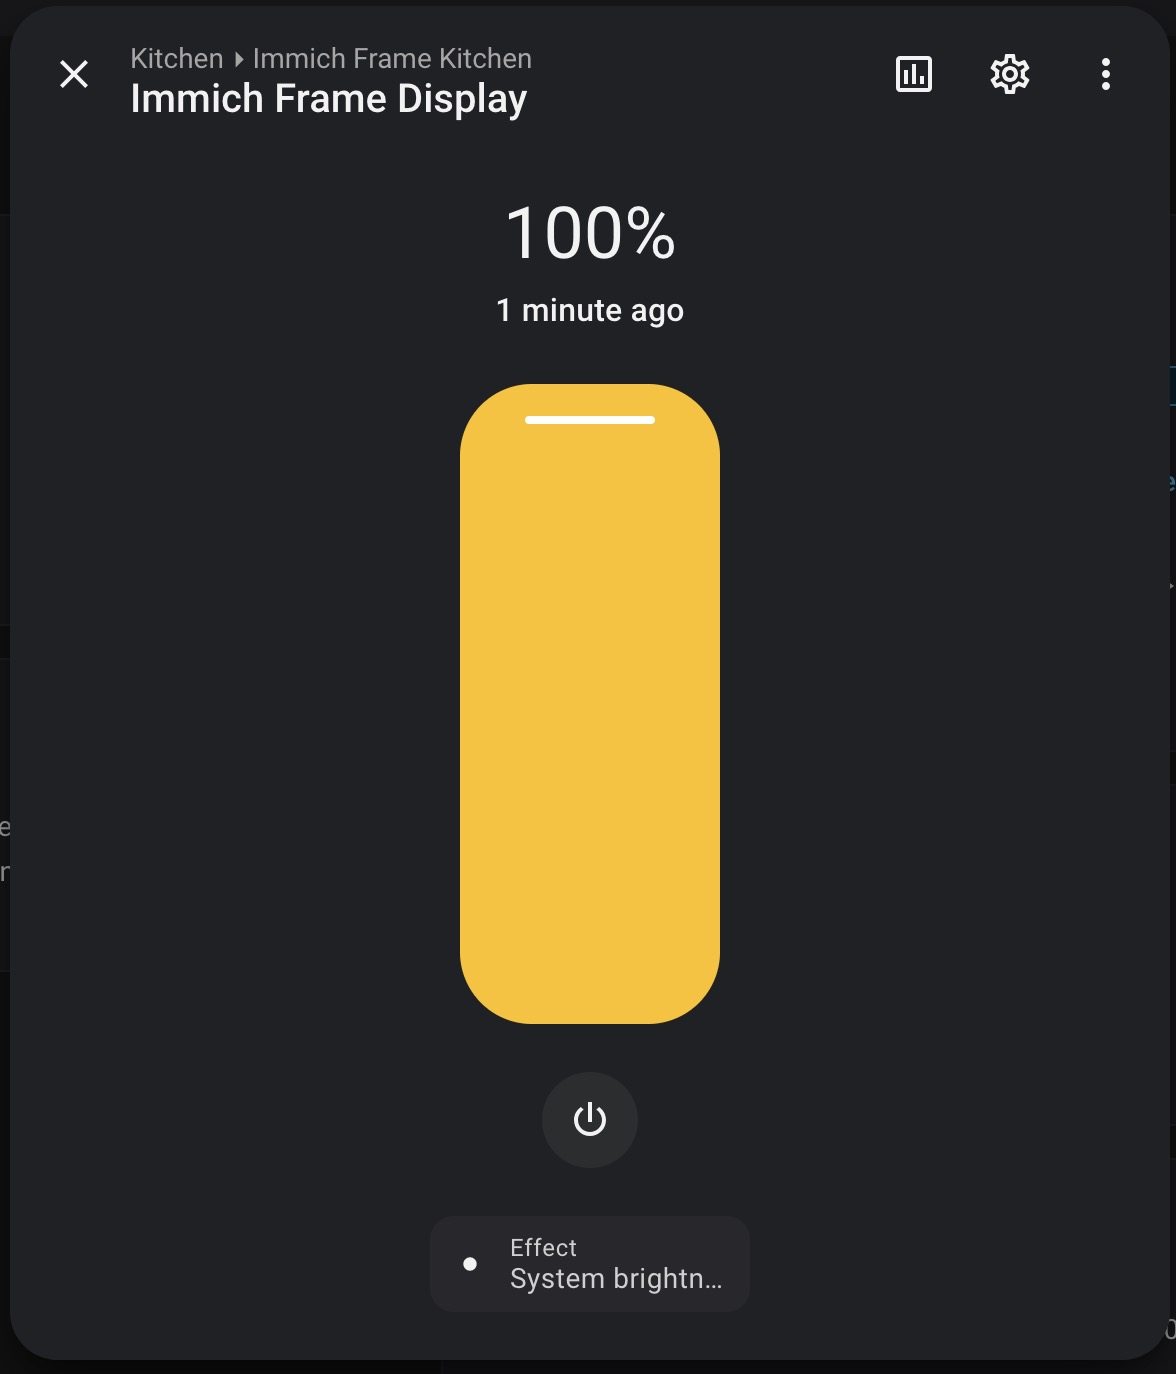 Kitchen ▸ Immich Frame Kitchen
Immich Frame Display
100%
1 minute ago
Effect
System brightn...